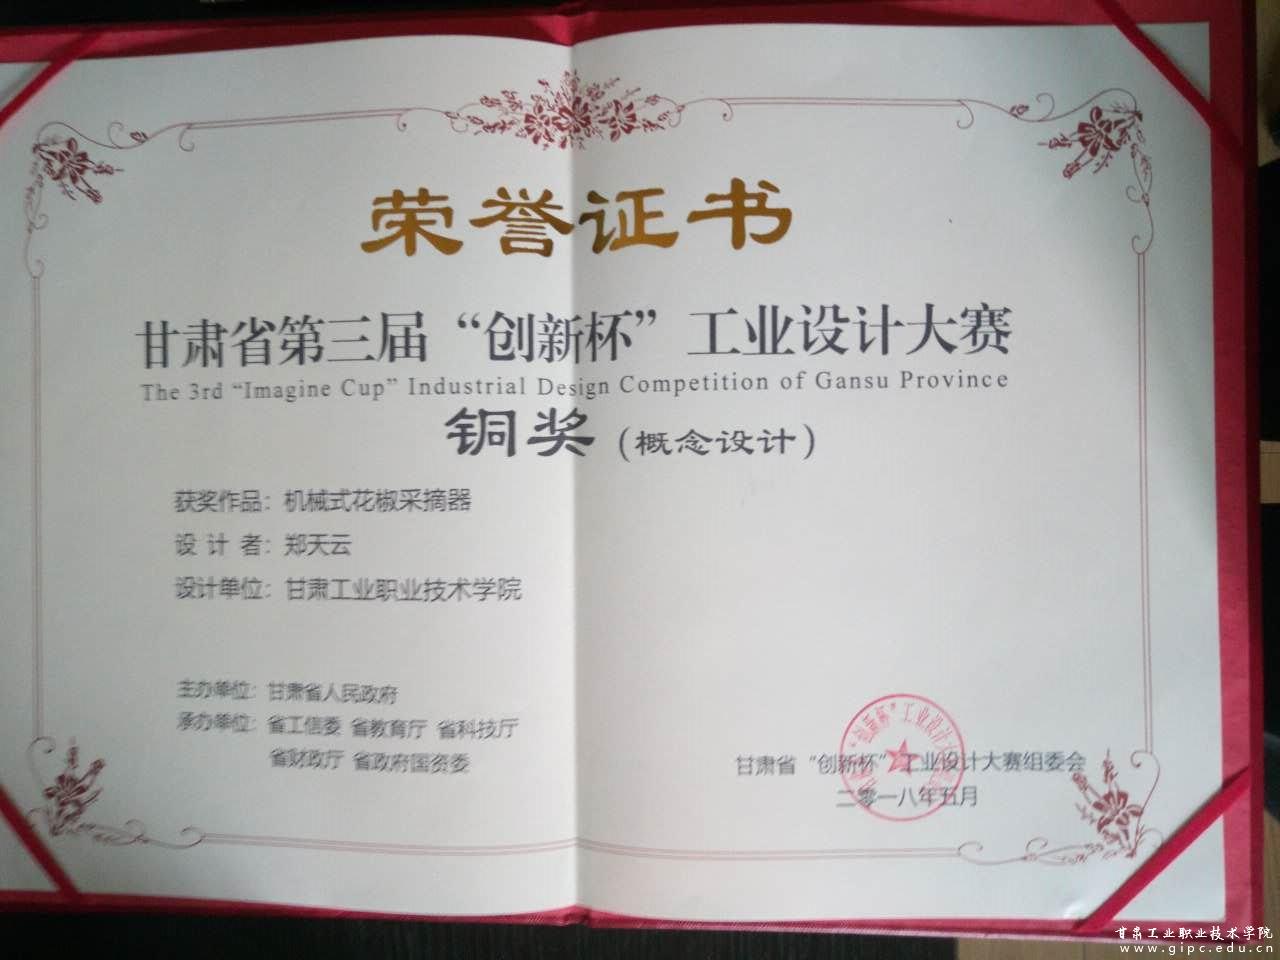 荣誉证书
甘肃省第三届“创新杯”工业设计大赛
The 3rd “Imagine Cup” Industrial Design Competition of Gansu Province
铜奖（概念设计）
获奖作品：机械式花椒采摘器
设 计 者：郑天云
设计单位：甘肃工业职业技术学院
主办单位：甘肃省人民政府
承办单位：省工信委 省教育厅 省科技厅
省财政厅 省政府国资委
甘肃省“创新杯”工业设计大赛组委会
二零一八年五月
甘肃工业职业技术学院
www.gipc.edu.cn